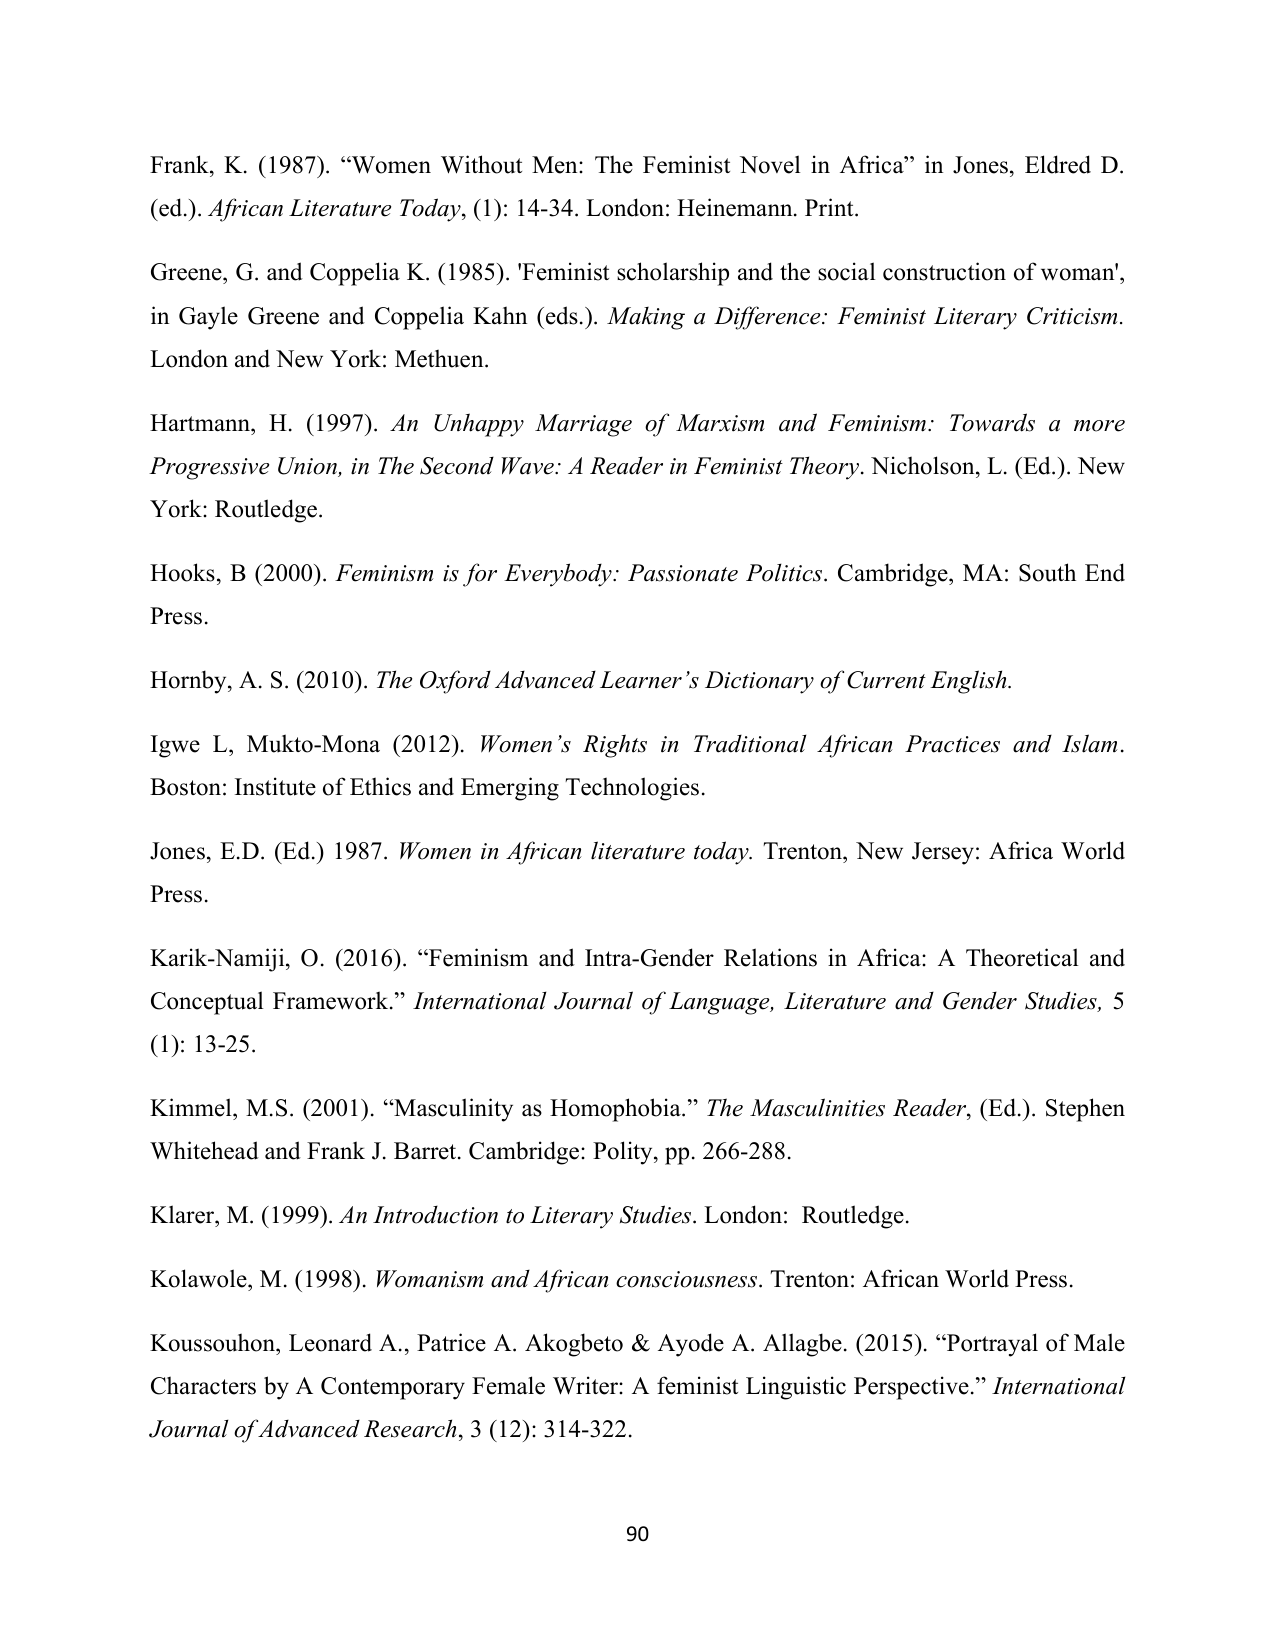 Frank, K. (1987). “Women Without Men: The Feminist Novel in Africa” in Jones, Eldred D.
(ed.). African Literature Today, (1): 14-34. London: Heinemann. Print.
Greene, G. and Coppelia K. (1985). 'Feminist scholarship and the social construction of woman',
in Gayle Greene and Coppelia Kahn (eds.). Making a Difference: Feminist Literary Criticism.
London and New York: Methuen.
Hartmann, H. (1997). An Unhappy Marriage of Marxism and Feminism: Towards a more
Progressive Union, in The Second Wave: A Reader in Feminist Theory. Nicholson, L. (Ed.). New
York: Routledge.
Hooks, B (2000). Feminism is for Everybody: Passionate Politics. Cambridge, MA: South End
Press.
Hornby, A. S. (2010). The Oxford Advanced Learner’s Dictionary of Current English.
Igwe L, Mukto-Mona (2012). Women’s Rights in Traditional African Practices and Islam.
Boston: Institute of Ethics and Emerging Technologies.
Jones, E.D. (Ed.) 1987. Women in African literature today. Trenton, New Jersey: Africa World
Press.
Karik-Namiji, O. (2016). “Feminism and Intra-Gender Relations in Africa: A Theoretical and
Conceptual Framework.” International Journal of Language, Literature and Gender Studies, 5
(1): 13-25.
Kimmel, M.S. (2001). “Masculinity as Homophobia.” The Masculinities Reader, (Ed.). Stephen
Whitehead and Frank J. Barret. Cambridge: Polity, pp. 266-288.
Klarer, M. (1999). An Introduction to Literary Studies. London:  Routledge.
Kolawole, M. (1998). Womanism and African consciousness. Trenton: African World Press.
Koussouhon, Leonard A., Patrice A. Akogbeto & Ayode A. Allagbe. (2015). “Portrayal of Male
Characters by A Contemporary Female Writer: A feminist Linguistic Perspective.” International
Journal of Advanced Research, 3 (12): 314-322.
90